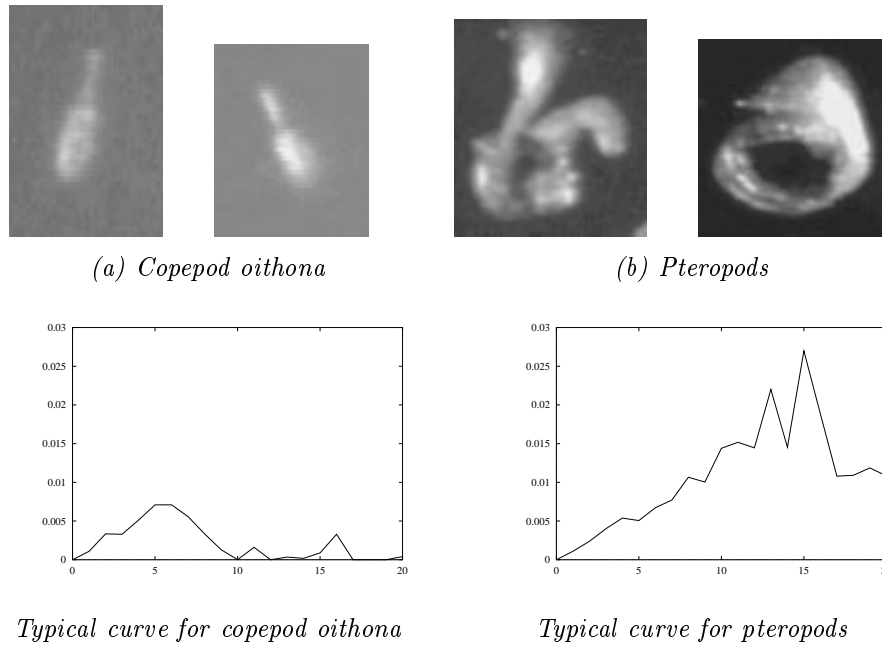 (a) Copepod oithona
(b) Pteropods
0.03
0.025
0.02
0.015
0.01
0.005
0
0 5 10 15 20
0.03
0.025
0.02
0.015
0.01
0.005
0
0 5 10 15
Typical curve for copepod oithona
Typical curve for pteropods